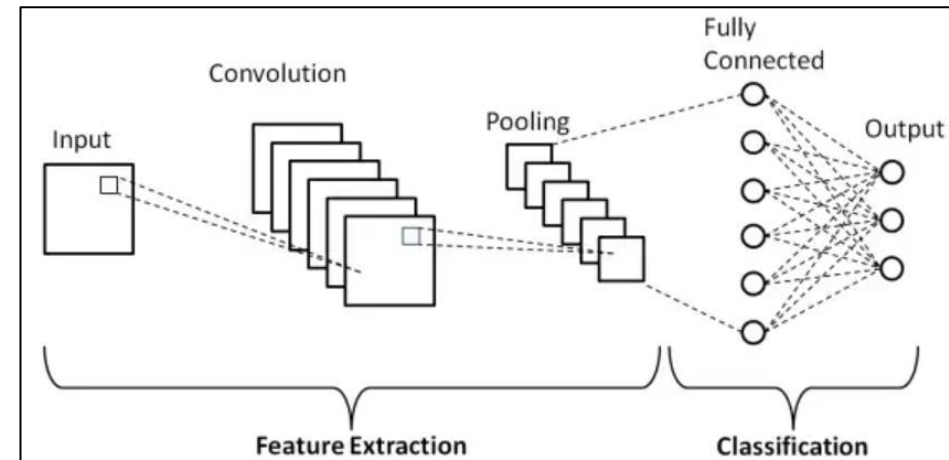 Input
Convolution
Pooling
Fully
Connected
Output
Feature Extraction
Classification